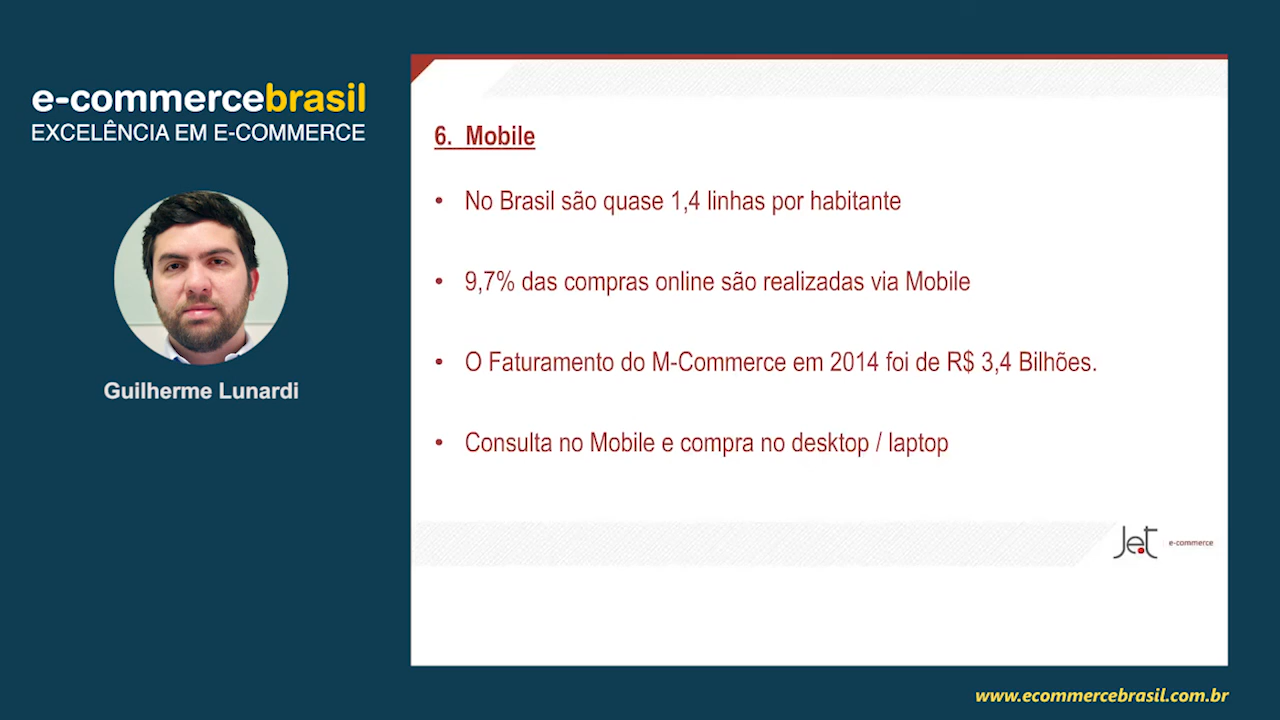 e-commercebrasil
EXCELÊNCIA EM E-COMMERCE
Guilherme Lunardi
6. Mobile
• No Brasil são quase 1,4 linhas por habitante
• 9,7% das compras online são realizadas via Mobile
• O Faturamento do M-Commerce em 2014 foi de R$ 3,4 Bilhões.
• Consulta no Mobile e compra no desktop / laptop
Jet e-commerce
www.ecommercebrasil.com.br